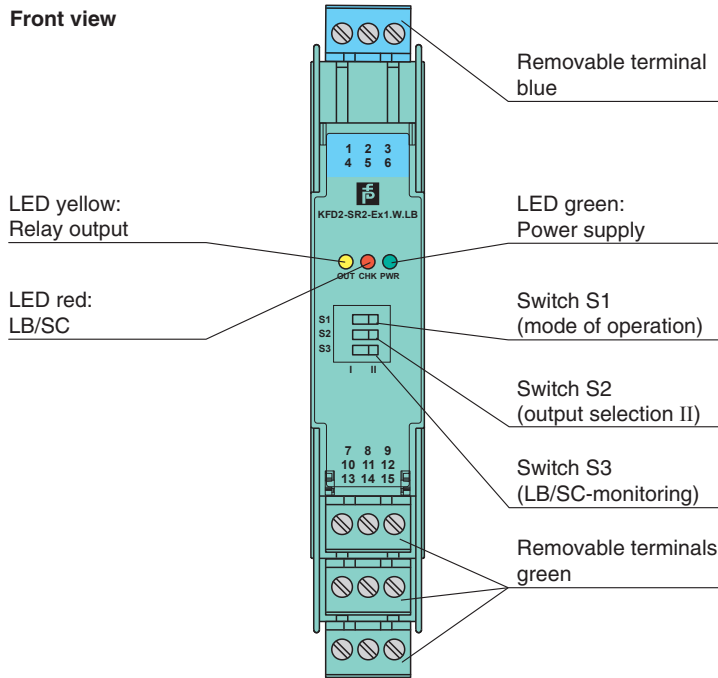 Front view
Removable terminal
blue
1 2 3
4 5 6
KFD2-SR2-Ex1.W.LB
LED yellow:
Relay output
LED green:
Power supply
OUT CHK PWR
LED red:
LB/SC
Switch S1
(mode of operation)
S1
S2
S3
I II
Switch S2
(output selection II)
7 8 9
10 11 12
13 14 15
Switch S3
(LB/SC-monitoring)
Removable terminals
green